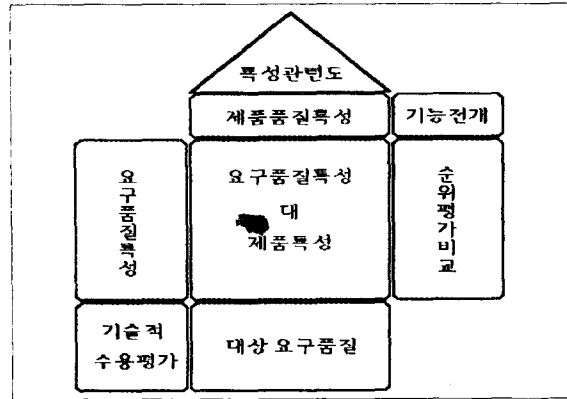 특성관련도
제품품질특성
기능전개
요구품질특성
요구품질특성
대
제품특성
순위평가비교
기술적
수용평가
대상 요구품질